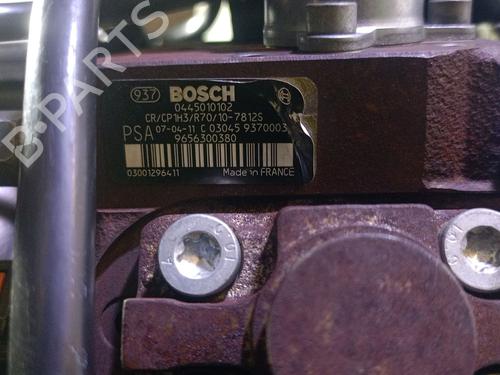 B-PARTS
937 BOSCH
0445010102
CR/CP1H3/R70/10-7812S
PSA 07-04-11 C 03045 9370003
9656300380
03001296411 Made in FRANCE